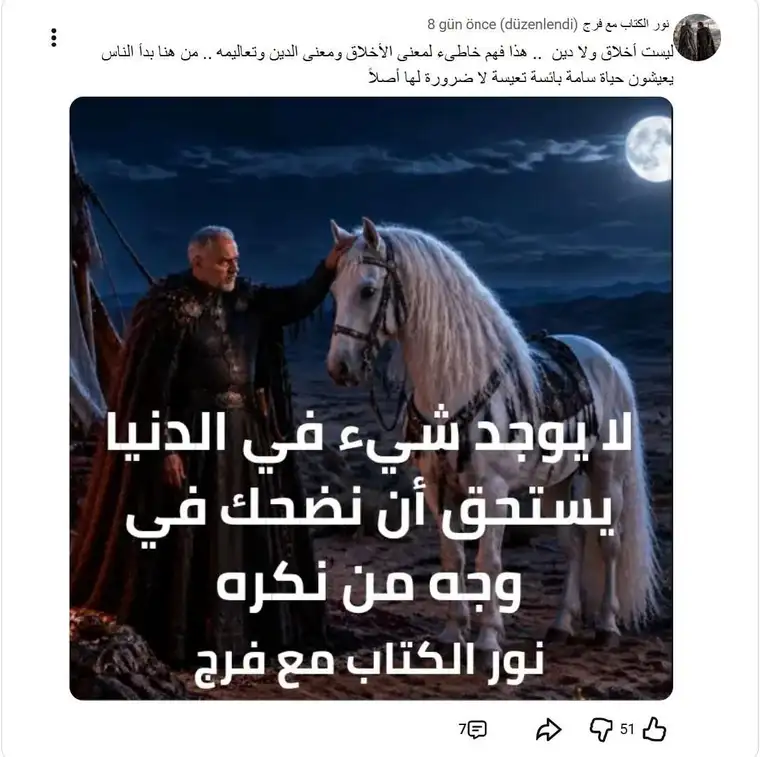 نور الكتاب مع فرج 8 gün önce (düzenlendi)
ليست أخلاق ولا دين .. هذا فهم خاطىء لمعنى الأخلاق ومعنى الدين وتعاليمه .. من هنا بدأ الناس
يعيشون حياة سامة بائسة تعيسة لا ضرورة لها أصلاً
لا يوجد شيء في الدنيا
يستحق أن نضحك في
وجه من نكره
نور الكتاب مع فرج
51 7